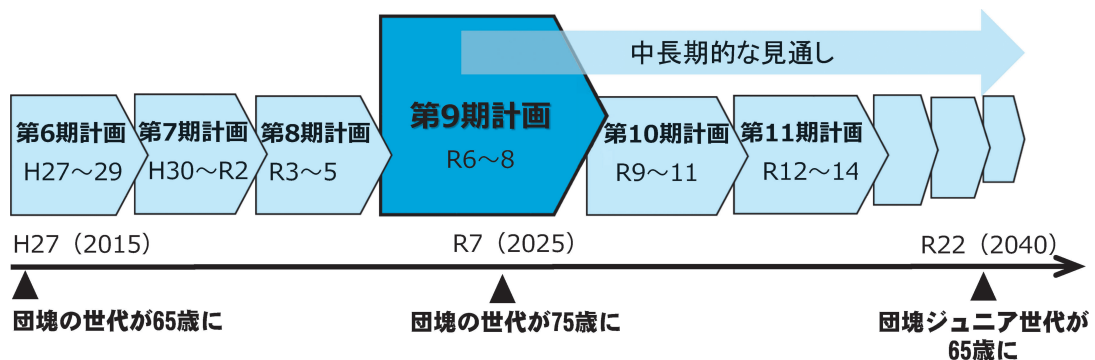 中長期的な見通し
第6期計画
H27～29
第7期計画
H30～R2
第8期計画
R3～5
第9期計画
R6～8
第10期計画
R9～11
第11期計画
R12～14
H27（2015）
R7（2025）
R22（2040）
団塊の世代が65歳に
団塊の世代が75歳に
団塊ジュニア世代が
65歳に